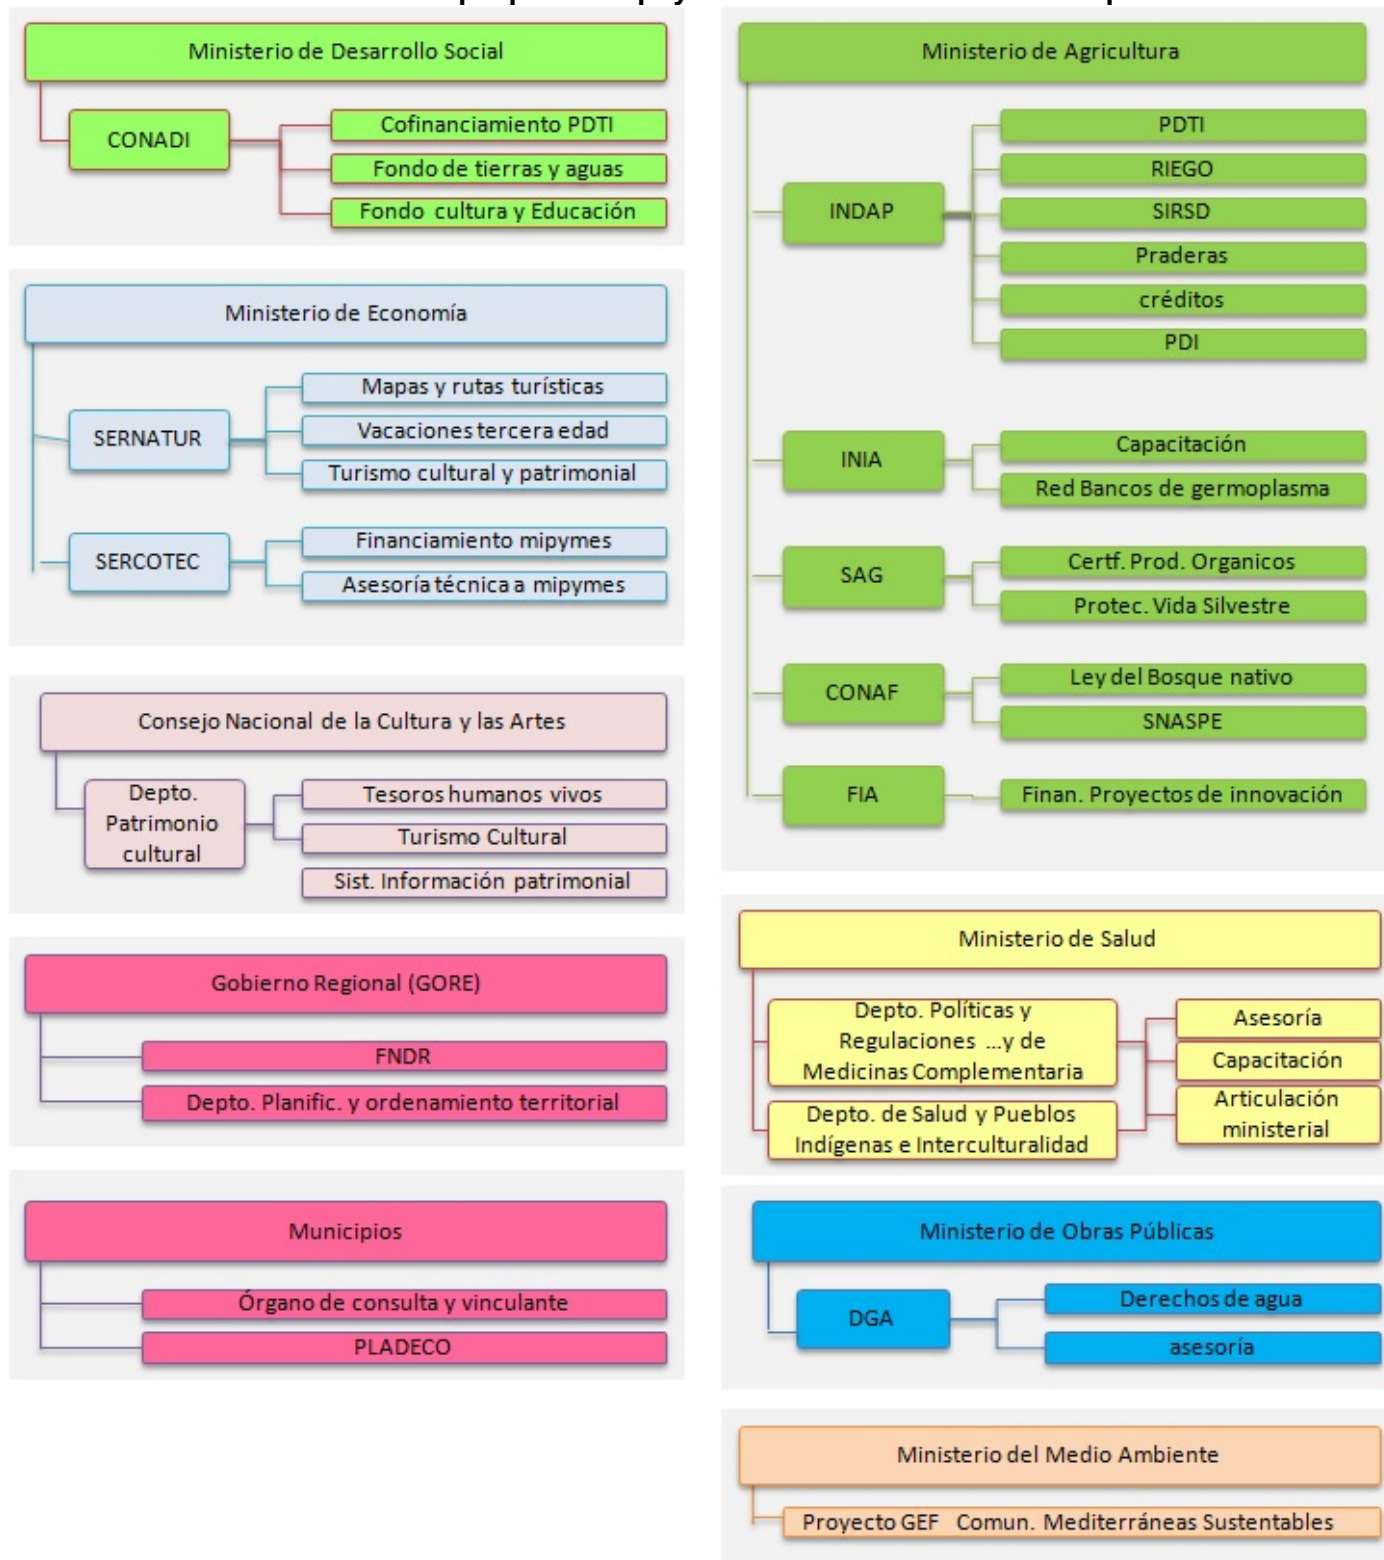 Ministerio de Desarrollo Social
CONADI
Cofinanciamiento PDTI
Fondo de tierras y aguas
Fondo cultura y Educación
Ministerio de Economía
SERNATUR
Mapas y rutas turísticas
Vacaciones tercera edad
Turismo cultural y patrimonial
SERCOTEC
Financiamiento mipymes
Asesoría técnica a mipymes
Consejo Nacional de la Cultura y las Artes
Depto.
Patrimonio
cultural
Tesoros humanos vivos
Turismo Cultural
Sist. Información patrimonial
Gobierno Regional (GORE)
FNDR
Depto. Planific. y ordenamiento territorial
Municipios
Órgano de consulta y vinculante
PLADECO
Ministerio de Agricultura
INDAP
PDTI
RIEGO
SIRSD
Praderas
créditos
PDI
INIA
Capacitación
Red Bancos de germoplasma
SAG
Certf. Prod. Organicos
Protec. Vida Silvestre
CONAF
Ley del Bosque nativo
SNASPE
FIA
Finan. Proyectos de innovación
Ministerio de Salud
Depto. Políticas y
Regulaciones ...y de
Medicinas Complementaria
Depto. de Salud y Pueblos
Indígenas e Interculturalidad
Asesoría
Capacitación
Articulación
ministerial
Ministerio de Obras Públicas
DGA
Derechos de agua
asesoría
Ministerio del Medio Ambiente
Proyecto GEF Comun. Mediterráneas Sustentables